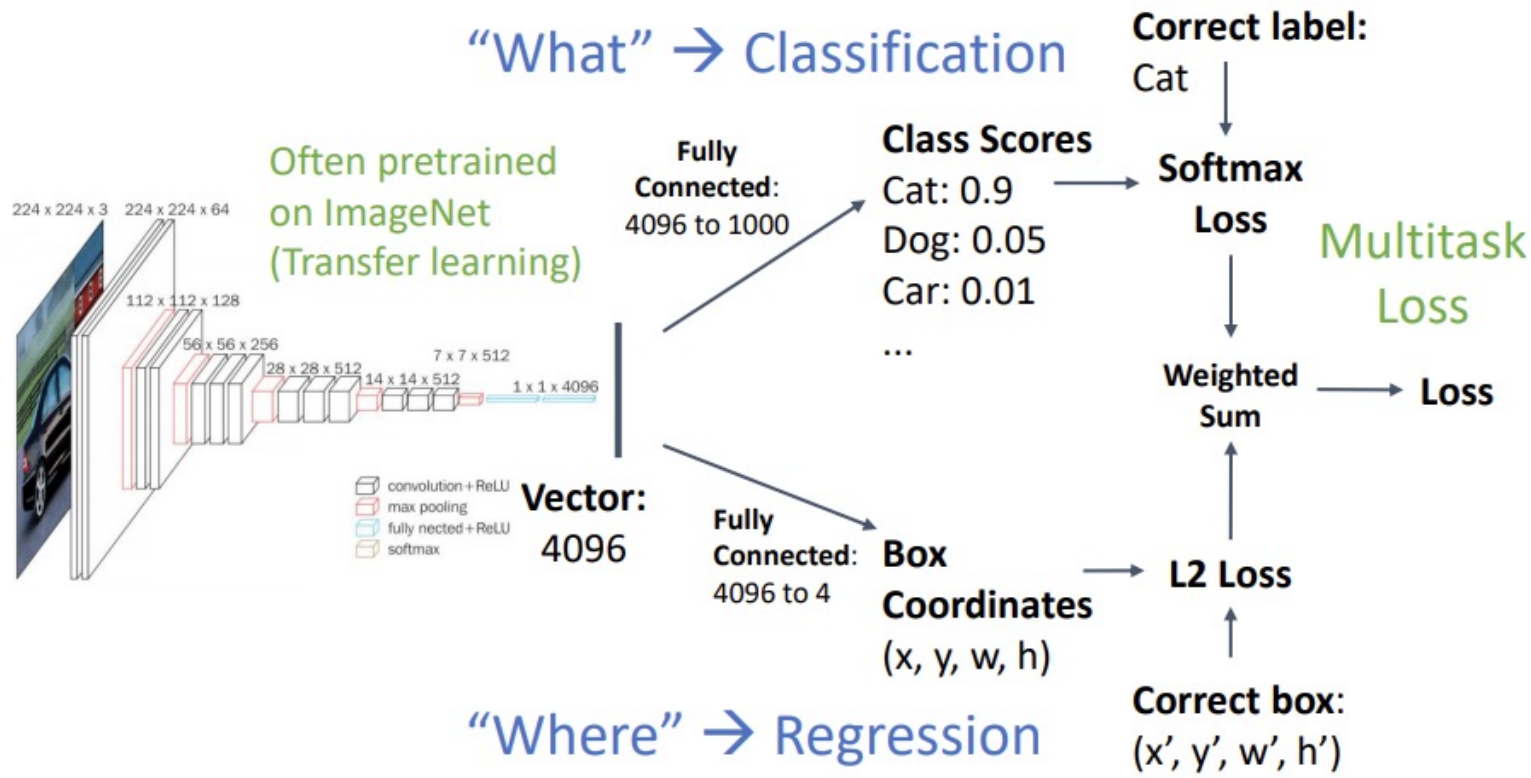 “What” → Classification
Correct label:
Cat
Often pretrained
on ImageNet
(Transfer learning)
Fully
Connected:
4096 to 1000
Class Scores
Cat: 0.9
Dog: 0.05
Car: 0.01
...
Softmax
Loss
Multitask
Loss
224 x 224 x 3
224 x 224 x 64
112 x 112 x 128
56 x 56 x 256
28 x 28 x 512
14 x 14 x 512
7 x 7 x 512
1 x 1 x 4096
Weighted
Sum
Loss
convolution+ReLU
max pooling
fully nected+ReLU
softmax
Vector:
4096
Fully
Connected:
4096 to 4
Box
Coordinates
(x, y, w, h)
L2 Loss
“Where” → Regression
Correct box:
(x’, y’, w’, h’)